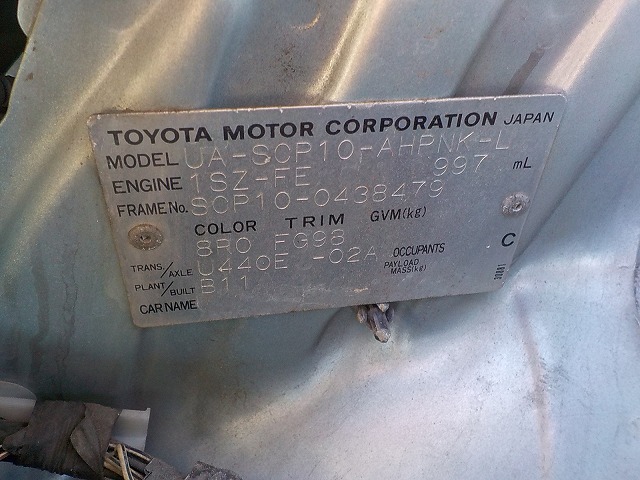 TOYOTA MOTOR CORPORATION JAPAN
MODEL UA-SCP10-AHPNK-L
ENGINE 1SZ-FE 997 mL
FRAME No. SCP10-0438479
COLOR TRIM GVM(kg)
8R0 FG98
TRANS/AXLE U440E -02A OCCUPANTS C
PLANT/BUILT B11 PAYLOAD MASS(kg)
CAR NAME